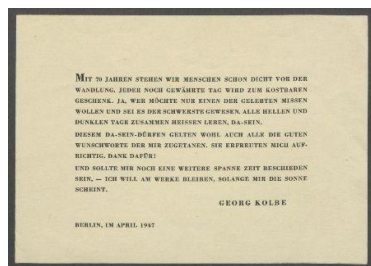 MIT 70 JAHREN STEHEN WIR MENSCHEN SCHON DICHT VOR DER
WANDLUNG. JEDER NOCH GEWÄHRTE TAG WIRD ZUM KOSTBAREN
GESCHENK. JA, WER MÖCHTE NUR EINEN DER GELEBTEN MISSEN
WOLLEN UND SEI ES DER SCHWERSTE GEWESEN. ALLE HELLEN UND
DUNKLEN TAGE ZUSAMMEN HEISSEN LEBEN, DA-SEIN.
DIESEM DA-SEIN-DÜRFEN GELTEN WOHL AUCH ALLE DIE GUTEN
WUNSCHWORTE DER MIR ZUGETANEN. SIE ERFREUTEN MICH AUF-
RICHTIG. DANK DAFÜR!
UND SOLLTE MIR NOCH EINE WEITERE SPANNE ZEIT BESCHIEDEN
SEIN, — ICH WILL AM WERKE BLEIBEN, SOLANGE MIR DIE SONNE
SCHEINT.
GEORG KOLBE
BERLIN, IM APRIL 1947